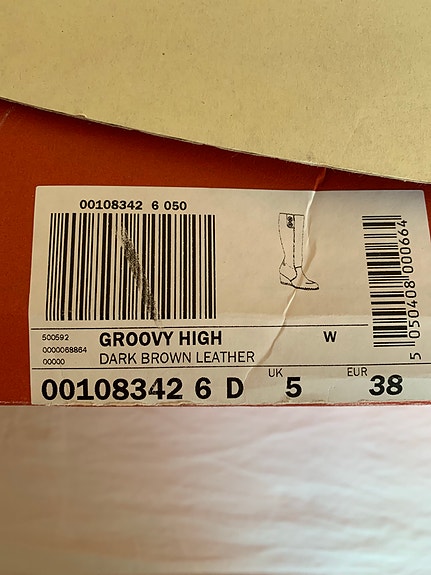 00108342 6 050
5 050408 000664
500592
0000068864
00000
GROOVY HIGH W
DARK BROWN LEATHER
00108342 6 D UK 5 EUR 38